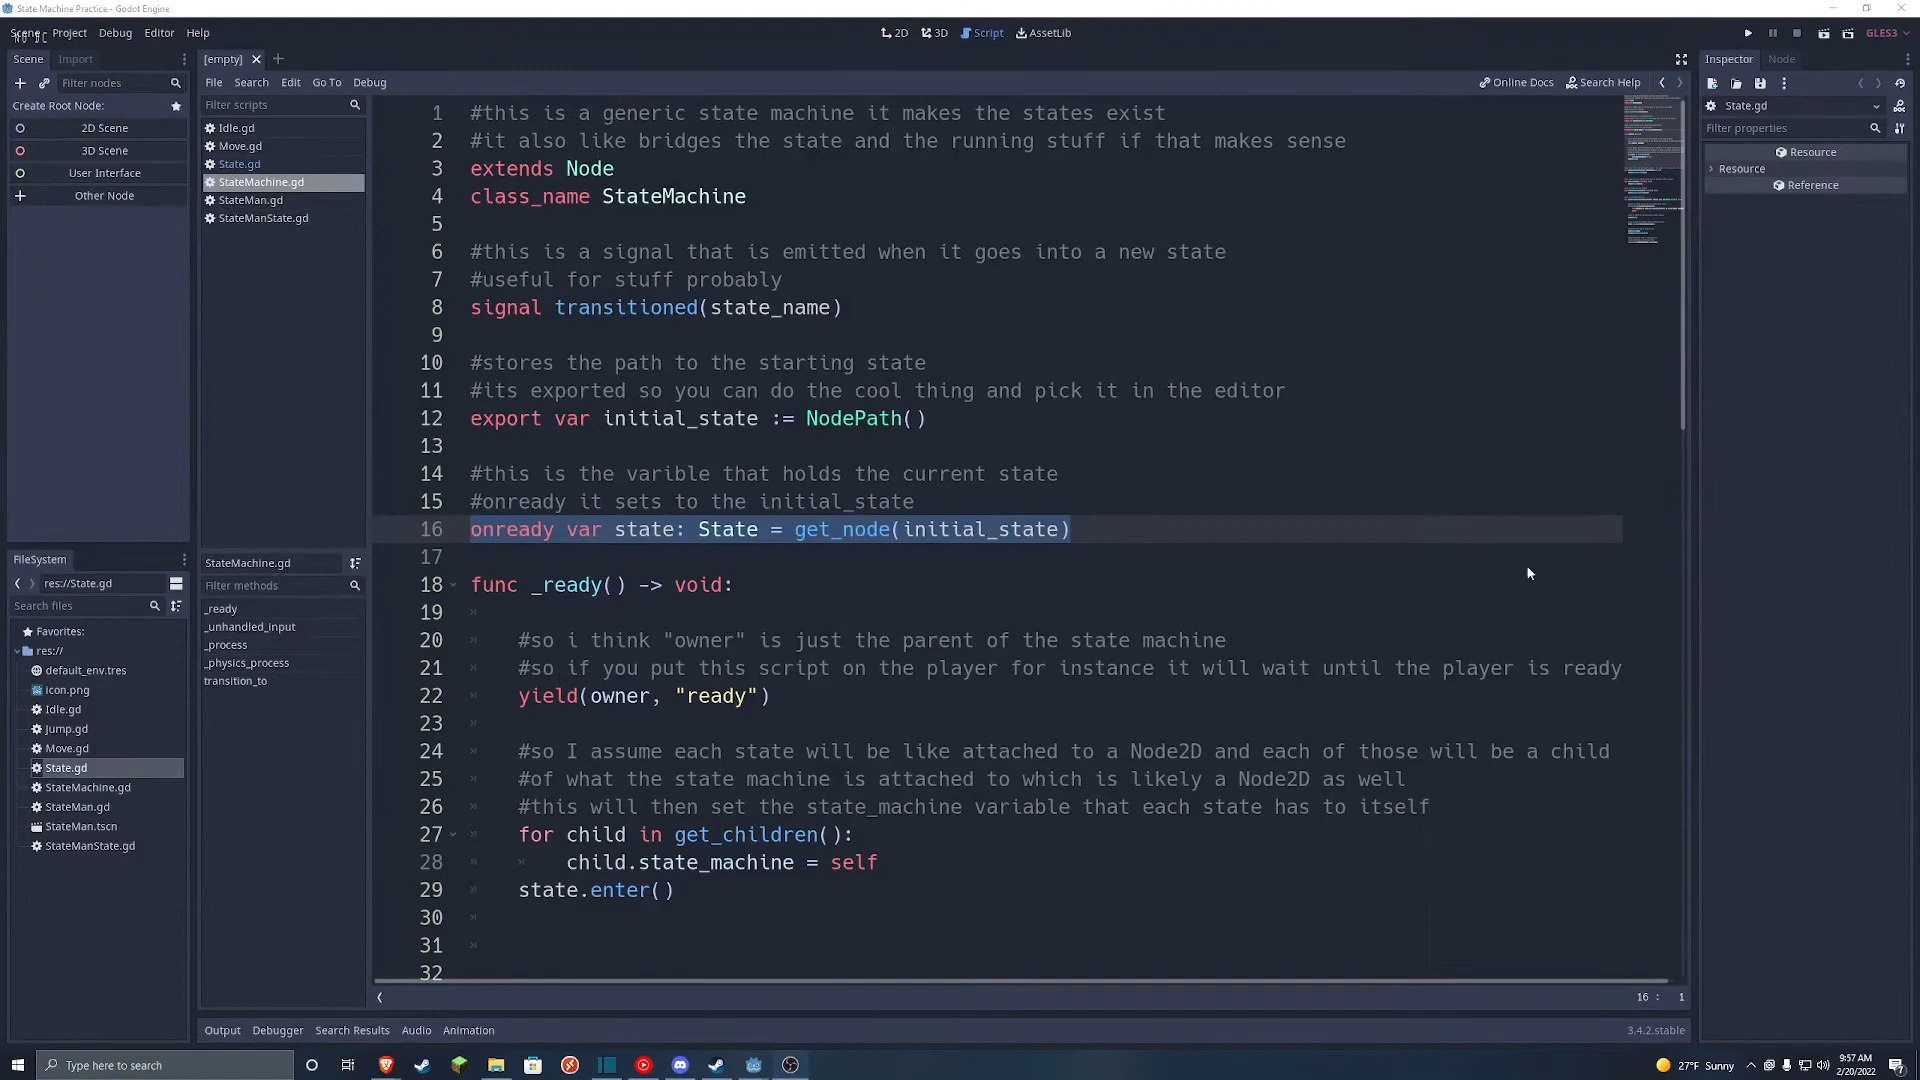 State Machine Practice - Godot Engine
Scene Project Debug Editor Help
2D 3D Script AssetLib
GLES3
Scene Import
[empty]
Inspector Node
Filter nodes
File Search Edit Go To Debug
Online Docs Search Help
Create Root Node:
2D Scene
3D Scene
User Interface
Other Node
Filter scripts
Idle.gd
Move.gd
State.gd
StateMachine.gd
StateMan.gd
StateManState.gd
StateMachine.gd
Filter methods
_ready
_unhandled_input
_process
_physics_process
transition_to
1 #this is a generic state machine it makes the states exist
2 #it also like bridges the state and the running stuff if that makes sense
3 extends Node
4 class_name StateMachine
5
6 #this is a signal that is emitted when it goes into a new state
7 #useful for stuff probably
8 signal transitioned(state_name)
9
10 #stores the path to the starting state
11 #its exported so you can do the cool thing and pick it in the editor
12 export var initial_state := NodePath()
13
14 #this is the varible that holds the current state
15 #onready it sets to the initial_state
16 onready var state: State = get_node(initial_state)
17
18 func _ready() -> void:
19
20 #so i think "owner" is just the parent of the state machine
21 #so if you put this script on the player for instance it will wait until the player is ready
22 yield(owner, "ready")
23
24 #so I assume each state will be like attached to a Node2D and each of those will be a child
25 #of what the state machine is attached to which is likely a Node2D as well
26 #this will then set the state_machine variable that each state has to itself
27 for child in get_children():
28 child.state_machine = self
29 state.enter()
30
31
32
16 : 1
State.gd
Filter properties
Resource
Resource
Reference
FileSystem
res://State.gd
Search files
Favorites:
res://
default_env.tres
icon.png
Idle.gd
Jump.gd
Move.gd
State.gd
StateMachine.gd
StateMan.gd
StateMan.tscn
StateManState.gd
Output Debugger Search Results Audio Animation
3.4.2.stable
Type here to search
27°F Sunny
9:57 AM
2/20/2022